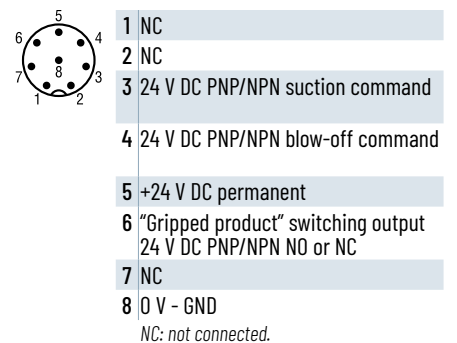 5
6
4
8
7
3
1
2
1 NC
2 NC
3 24 V DC PNP/NPN suction command
4 24 V DC PNP/NPN blow-off command
5 +24 V DC permanent
6 “Gripped product” switching output
24 V DC PNP/NPN NO or NC
7 NC
8 0 V - GND
NC: not connected.